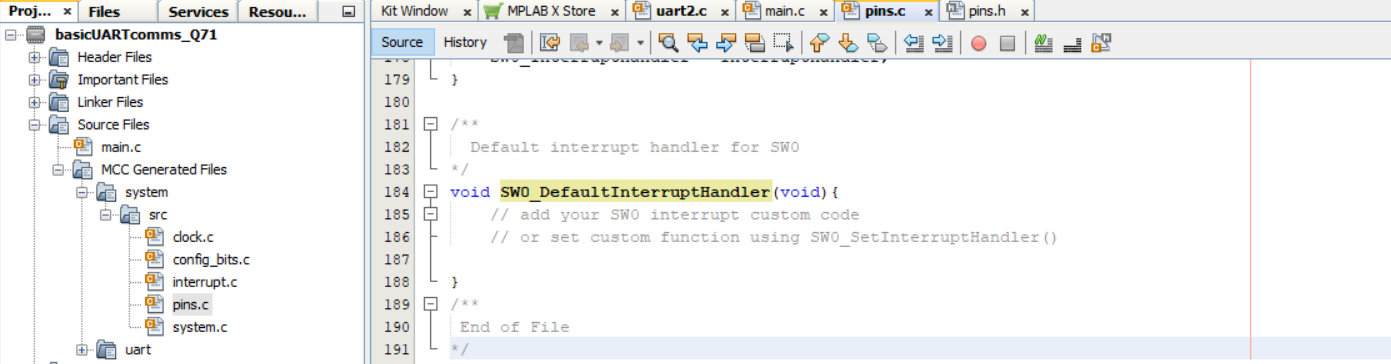 Proj... × Files Services Resou...
basicUARTcomms_Q71
Header Files
Important Files
Linker Files
Source Files
main.c
MCC Generated Files
system
src
clock.c
config_bits.c
interrupt.c
pins.c
system.c
uart
Kit Window × MPLAB X Store × uart2.c × main.c × pins.c × pins.h ×
Source History
179 }
180
181 /**
182 Default interrupt handler for SW0
183 */
184 void SW0_DefaultInterruptHandler(void){
185 // add your SW0 interrupt custom code
186 // or set custom function using SW0_SetInterruptHandler()
187
188 }
189 /**
190 End of File
191 */